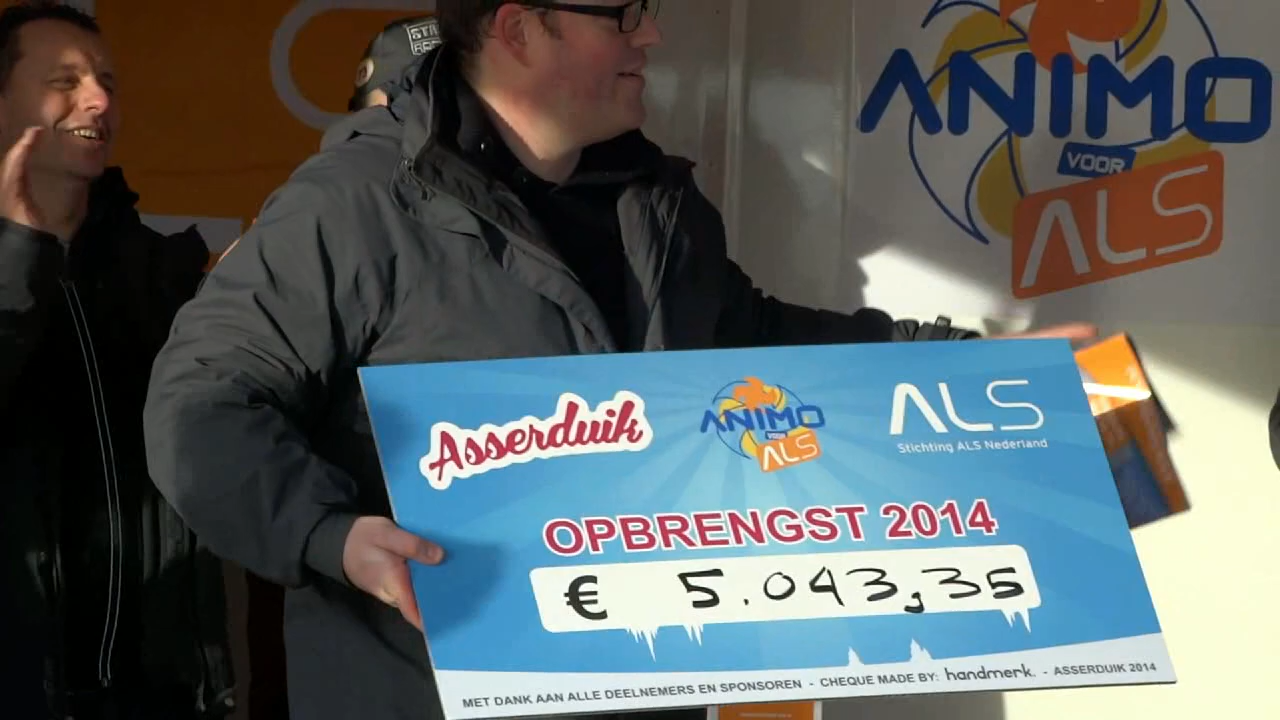 ANIMO
VOOR
ALS
Asserduik
ANIMO
VOOR
ALS
ALS
Stichting ALS Nederland
OPBRENGST 2014
€ 5.043,35
MET DANK AAN ALLE DEELNEMERS EN SPONSOREN - CHEQUE MADE BY: handmerk. - ASSERDUIK 2014